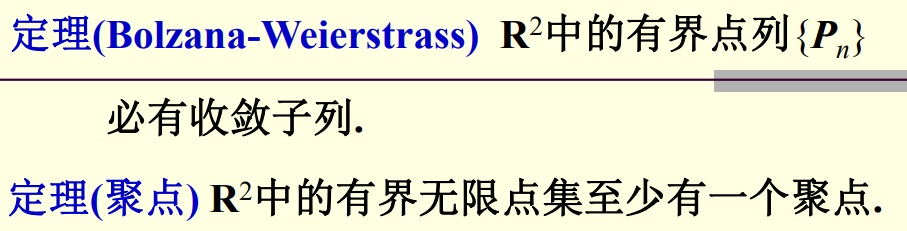 定理(Bolzana-Weierstrass) R²中的有界点列{Pₙ}
必有收敛子列.
定理(聚点) R²中的有界无限点集至少有一个聚点.